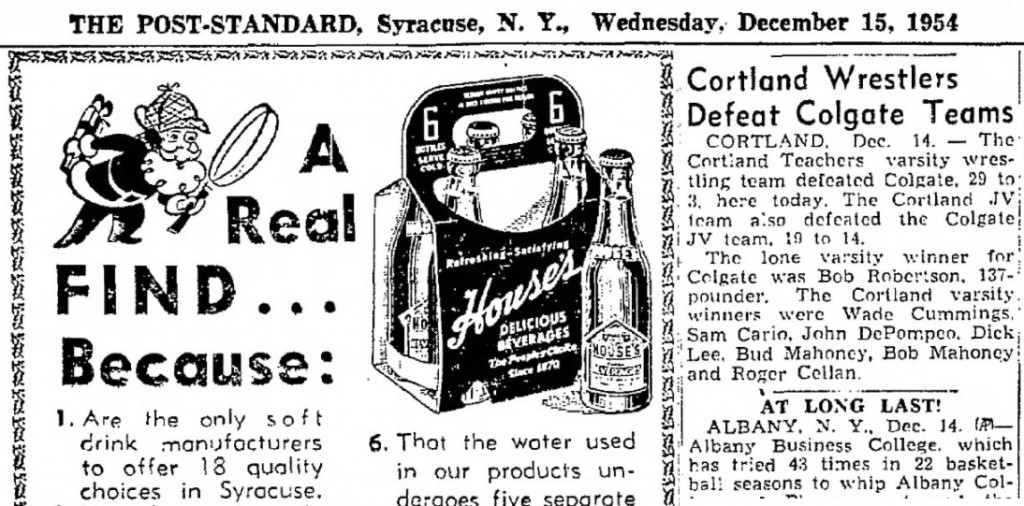 THE POST-STANDARD, Syracuse, N. Y., Wednesday, December 15, 1954
A
Real
FIND...
Because:
1. Are the only soft
drink manufacturers
to offer 18 quality
choices in Syracuse.
6
6
BOTTLES
SERVE
COLD
Refreshing-Satisfying
House's
DELICIOUS
BEVERAGES
The People's Choice
Since 1870
HOUSE'S
6. That the water used
in our products un-
dergoes five separate
Cortland Wrestlers
Defeat Colgate Teams
CORTLAND, Dec. 14. — The
Cortland Teachers varsity wres-
tling team defeated Colgate, 29 to
3, here today. The Cortland JV
team also defeated the Colgate
JV team, 19 to 14.
The lone varsity winner for
Colgate was Bob Robertson, 137-
pounder. The Cortland varsity
winners were Wade Cummings,
Sam Cario, John DePompeo, Dick
Lee, Bud Mahoney, Bob Mahoney
and Roger Cellan.
AT LONG LAST!
ALBANY, N. Y., Dec. 14. (AP)—
Albany Business College, which
has tried 43 times in 22 basket-
ball seasons to whip Albany Col-